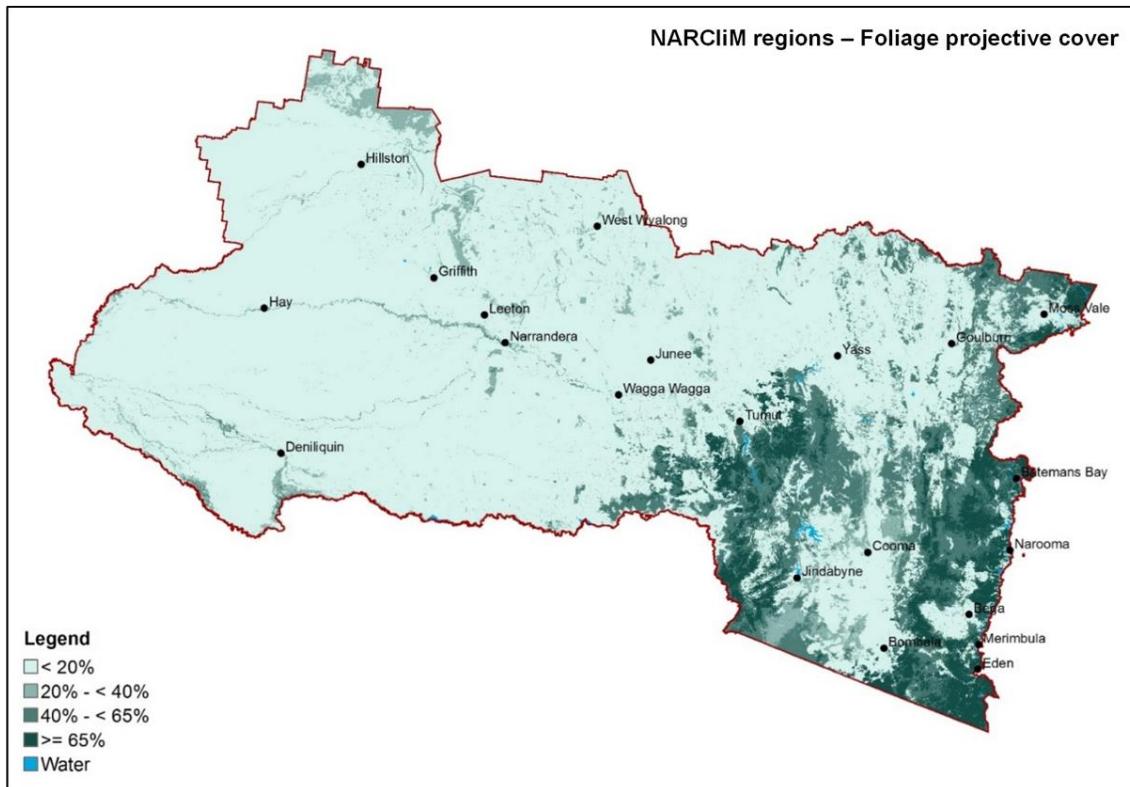 NARCliM regions – Foliage projective cover
Hillston
West Wyalong
Griffith
Hay
Leeton
Moss Vale
Narrandera
Goulburn
Junee
Yass
Wagga Wagga
Tumut
Deniliquin
Batemans Bay
Cooma
Narooma
Jindabyne
Bega
Bombala
Merimbula
Eden
Legend
< 20%
20% - < 40%
40% - < 65%
>= 65%
Water